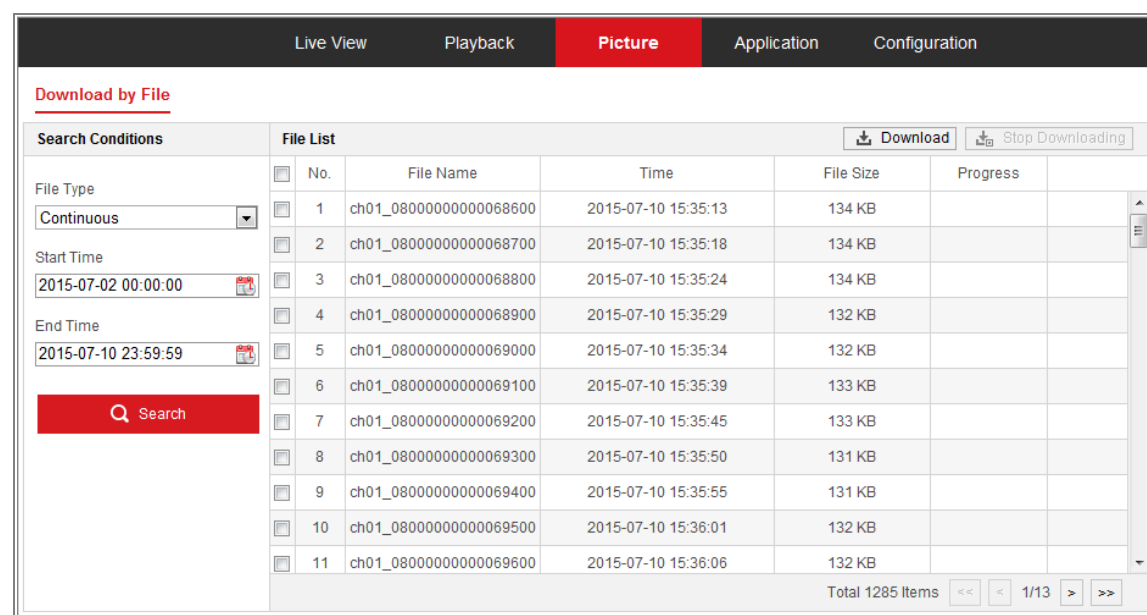 Live View Playback Picture Application Configuration
Download by File
Search Conditions
File Type
Continuous
Start Time
2015-07-02 00:00:00
End Time
2015-07-10 23:59:59
Search
File List Download Stop Downloading
No. File Name Time File Size Progress
1 ch01_08000000000068600 2015-07-10 15:35:13 134 KB
2 ch01_08000000000068700 2015-07-10 15:35:18 134 KB
3 ch01_08000000000068800 2015-07-10 15:35:24 134 KB
4 ch01_08000000000068900 2015-07-10 15:35:29 132 KB
5 ch01_08000000000069000 2015-07-10 15:35:34 132 KB
6 ch01_08000000000069100 2015-07-10 15:35:39 133 KB
7 ch01_08000000000069200 2015-07-10 15:35:45 133 KB
8 ch01_08000000000069300 2015-07-10 15:35:50 131 KB
9 ch01_08000000000069400 2015-07-10 15:35:55 131 KB
10 ch01_08000000000069500 2015-07-10 15:36:01 132 KB
11 ch01_08000000000069600 2015-07-10 15:36:06 132 KB
Total 1285 Items << < 1/13 > >>